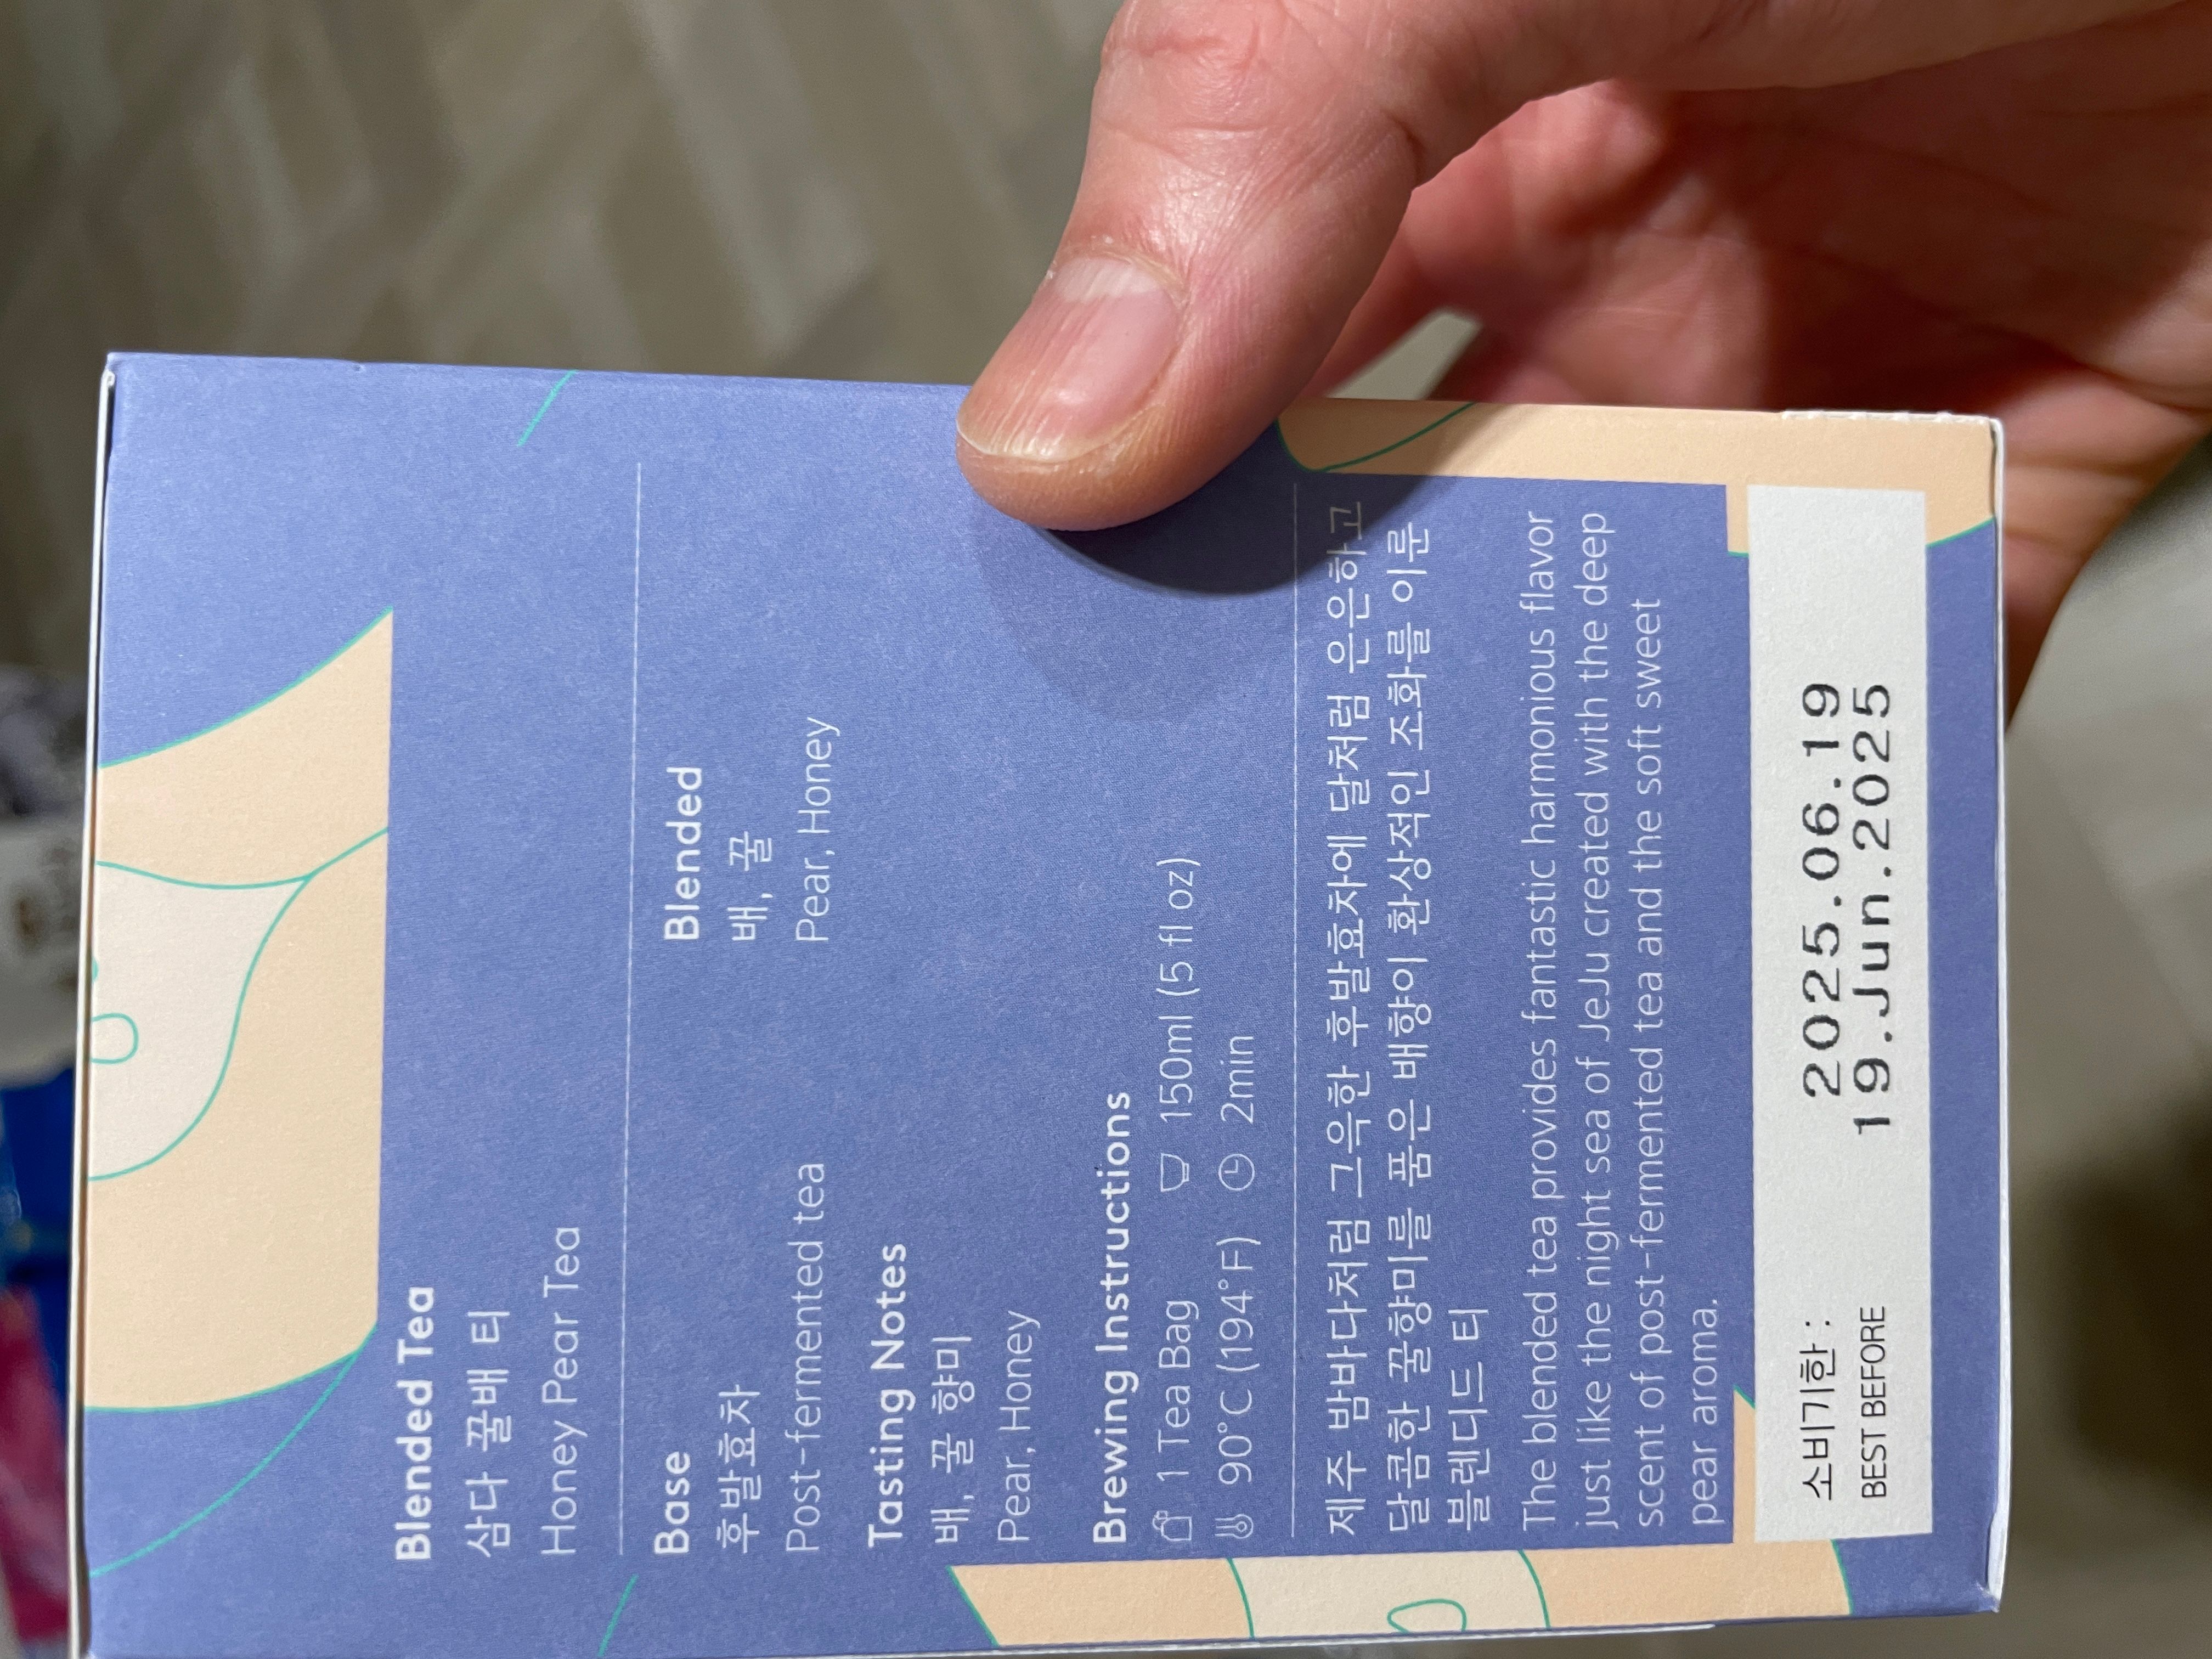 Blended Tea
삼다 꿀배 티
Honey Pear Tea
Base
후발효차
Post-fermented tea
Blended
배, 꿀
Pear, Honey
Tasting Notes
배, 꿀 향미
Pear, Honey
Brewing Instructions
1 Tea Bag 150ml (5 fl oz)
90°C (194°F) 2min
제주 밤바다처럼 그윽한 후발효차에 달처럼 은은하고
달콤한 꿀향미를 품은 배향이 환상적인 조화를 이룬
블렌디드 티
The blended tea provides fantastic harmonious flavor
just like the night sea of JeJu created with the deep
scent of post-fermented tea and the soft sweet
pear aroma.
소비기한 : 2025.06.19
BEST BEFORE 19.Jun.2025